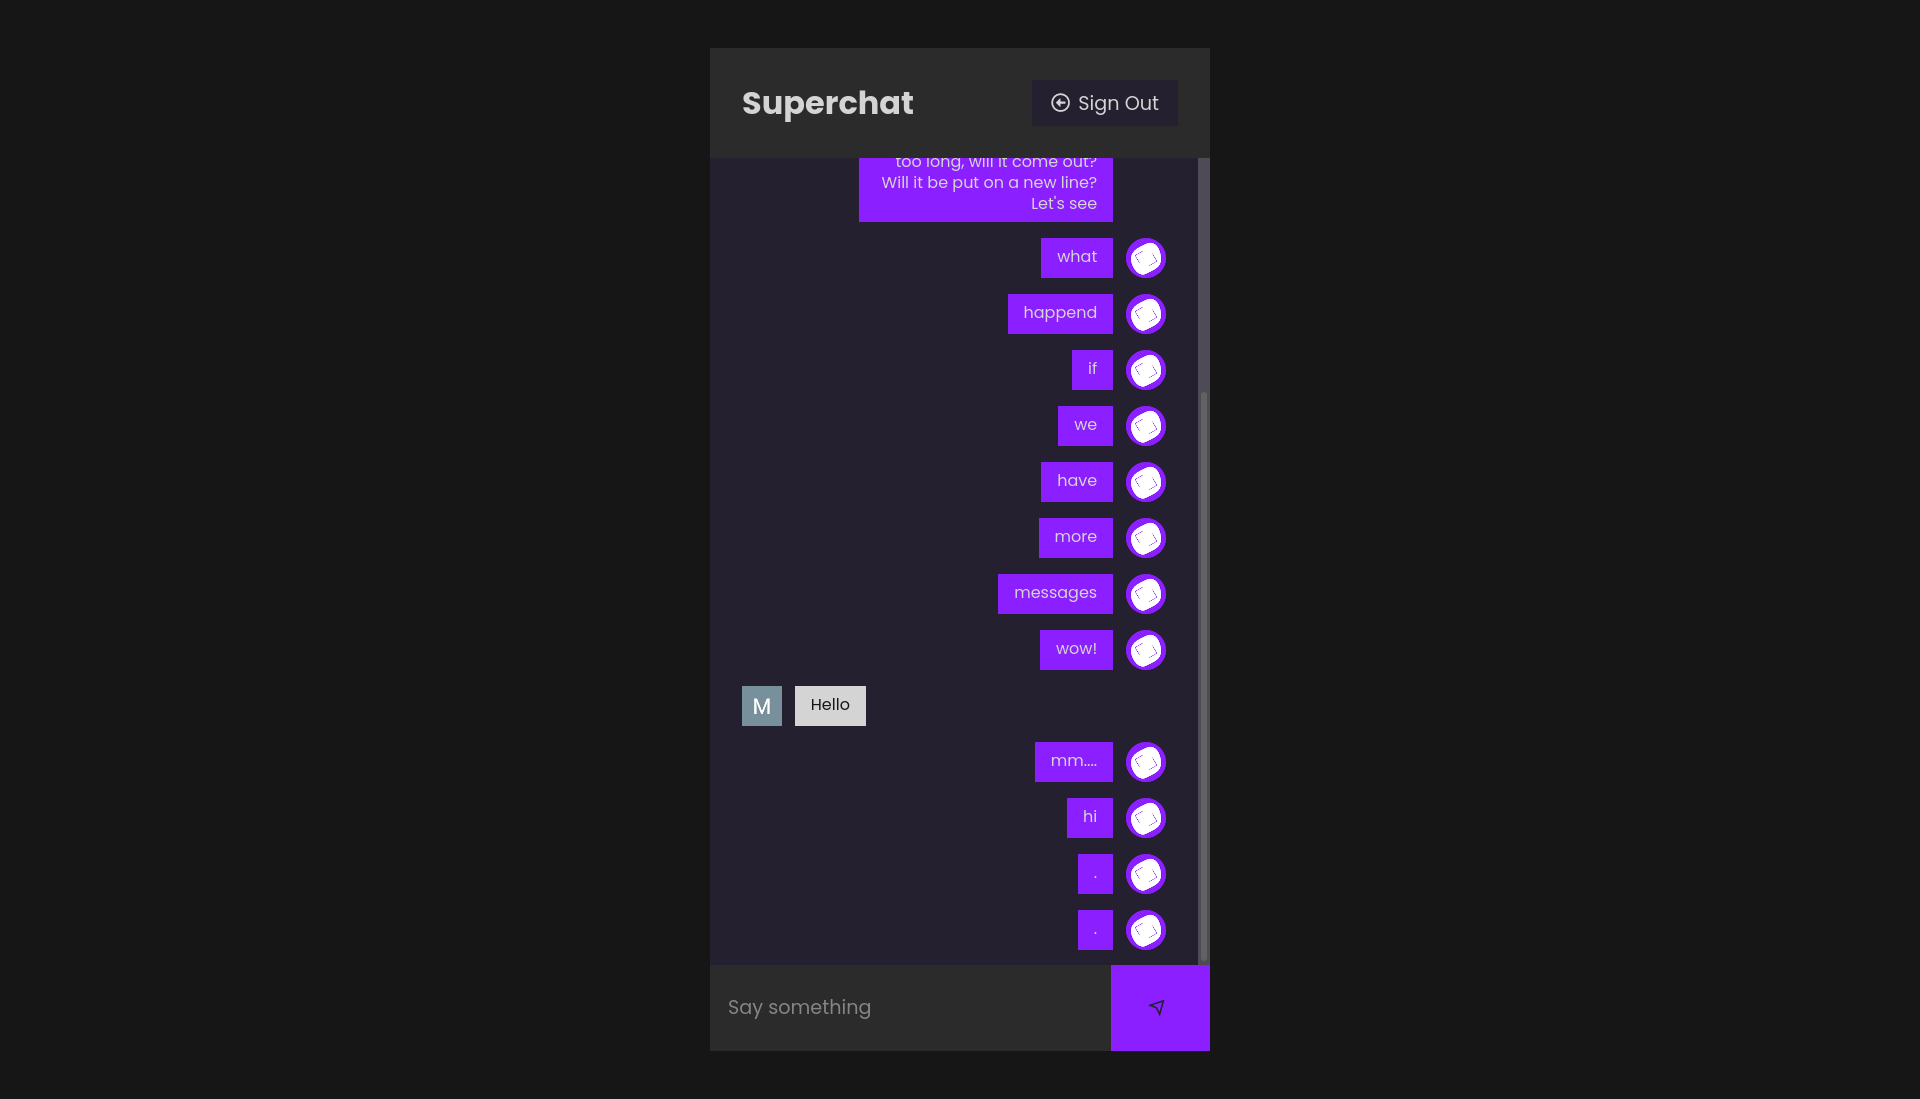 Superchat
Sign Out
too long, will it come out?
Will it be put on a new line?
Let's see
what
happend
if
we
have
more
messages
wow!
M
Hello
mm....
hi
.
.
Say something